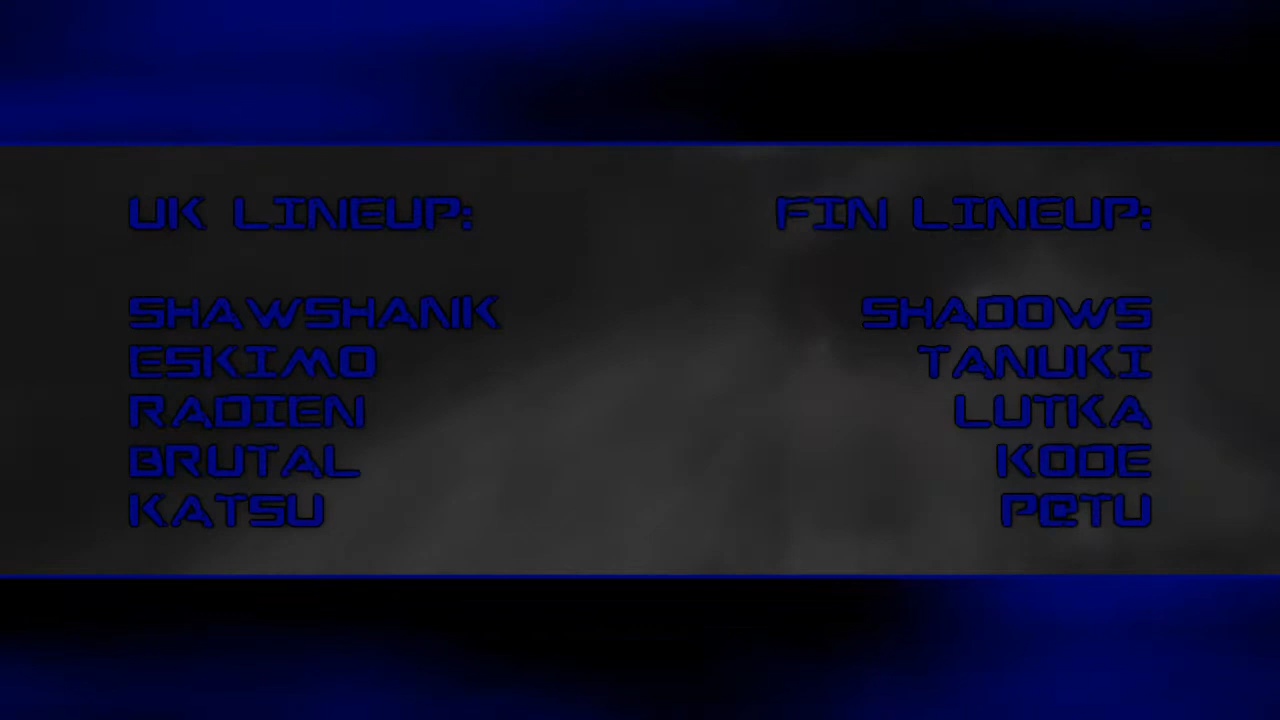 UK LINEUP:
SHAWSHANK
ESKIMO
RADIEN
BRUTAL
KATSU
FIN LINEUP:
SHADOWS
TANUKI
LUTKA
KODE
P@TU